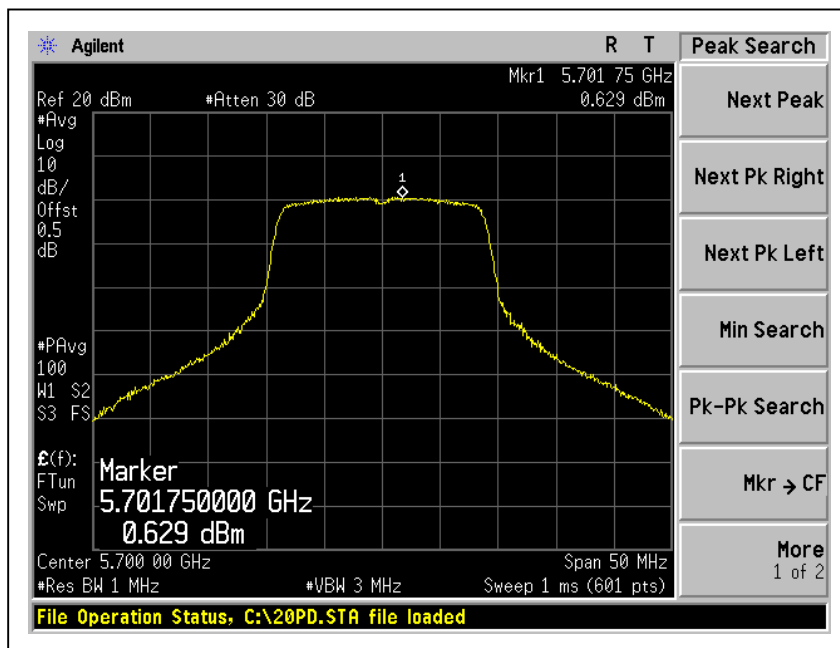 Agilent R T Peak Search
Mkr1 5.701 75 GHz
Ref 20 dBm #Atten 30 dB 0.629 dBm
#Avg
Log
10
dB/
Offst
0.5
dB
1
#PAvg
100
W1 S2
S3 FS
£(f):
FTun
Swp
Marker
5.701750000 GHz
0.629 dBm
Center 5.700 00 GHz Span 50 MHz
#Res BW 1 MHz #VBW 3 MHz Sweep 1 ms (601 pts)
File Operation Status, C:\20PD.STA file loaded
Next Peak
Next Pk Right
Next Pk Left
Min Search
Pk-Pk Search
Mkr → CF
More
1 of 2